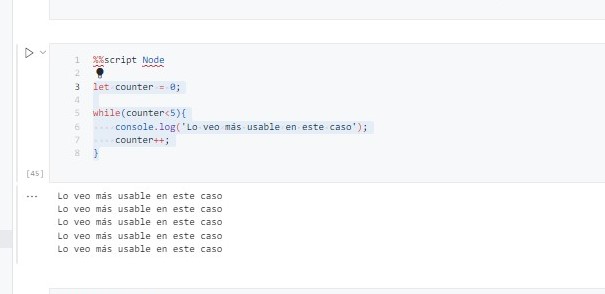 1 %%script Node
2
3 let counter = 0;
4
5 while(counter<5){
6 ····console.log('Lo·veo·más·usable·en·este·caso');
7 ····counter++;
8 }
[45]
... Lo veo más usable en este caso
Lo veo más usable en este caso
Lo veo más usable en este caso
Lo veo más usable en este caso
Lo veo más usable en este caso